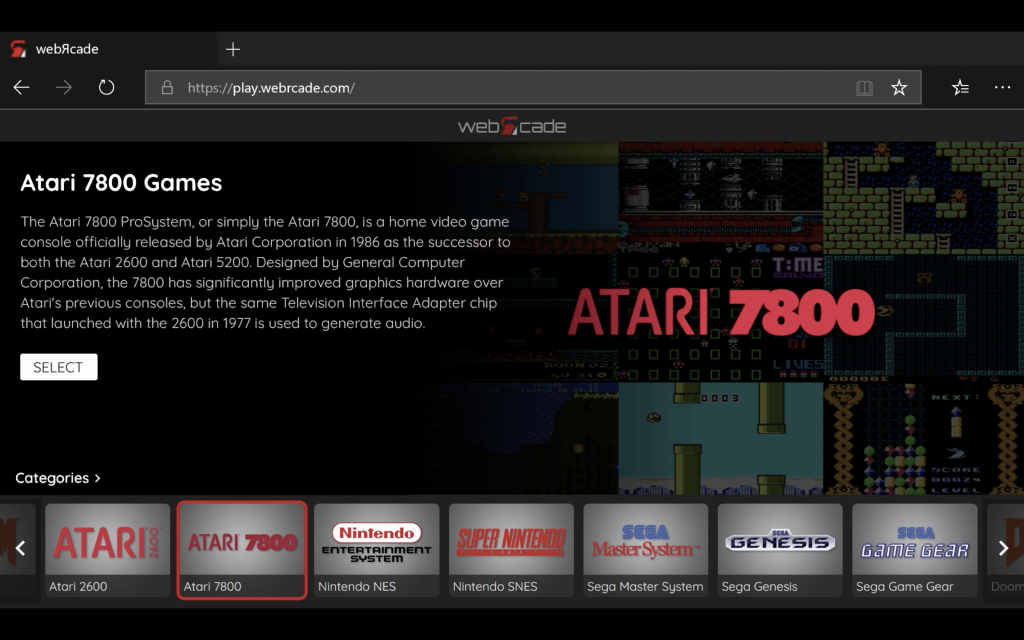 webЯcade
https://play.webrcade.com/
web cade
Atari 7800 Games
The Atari 7800 ProSystem, or simply the Atari 7800, is a home video game
console officially released by Atari Corporation in 1986 as the successor to
both the Atari 2600 and Atari 5200. Designed by General Computer
Corporation, the 7800 has significantly improved graphics hardware over
Atari's previous consoles, but the same Television Interface Adapter chip
that launched with the 2600 in 1977 is used to generate audio.
SELECT
T:ME
ATARI 7800
LIVES
0003
NEXT:
SCORE
00024
LEVEL
Categories
ATARI 2600
ATARI 7800
Nintendo
ENTERTAINMENT
SYSTEM
SUPER NINTENDO
SEGA
Master System
SEGA
GENESIS
SEGA
GAME GEAR
Atari 2600
Atari 7800
Nintendo NES
Nintendo SNES
Sega Master System
Sega Genesis
Sega Game Gear
Doom